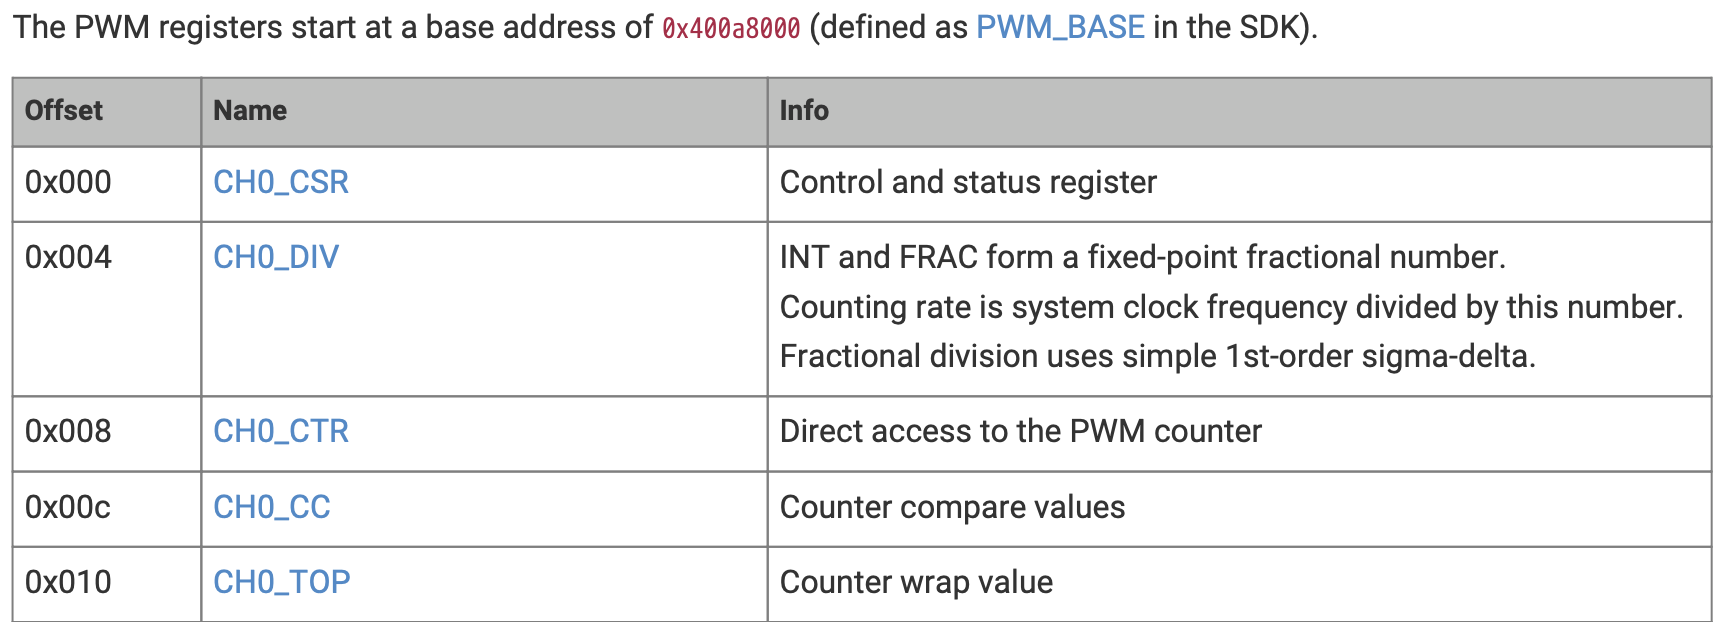 The PWM registers start at a base address of 0x400a8000 (defined as PWM_BASE in the SDK).
Offset Name Info
0x000 CH0_CSR Control and status register
0x004 CH0_DIV INT and FRAC form a fixed-point fractional number.
Counting rate is system clock frequency divided by this number.
Fractional division uses simple 1st-order sigma-delta.
0x008 CH0_CTR Direct access to the PWM counter
0x00c CH0_CC Counter compare values
0x010 CH0_TOP Counter wrap value